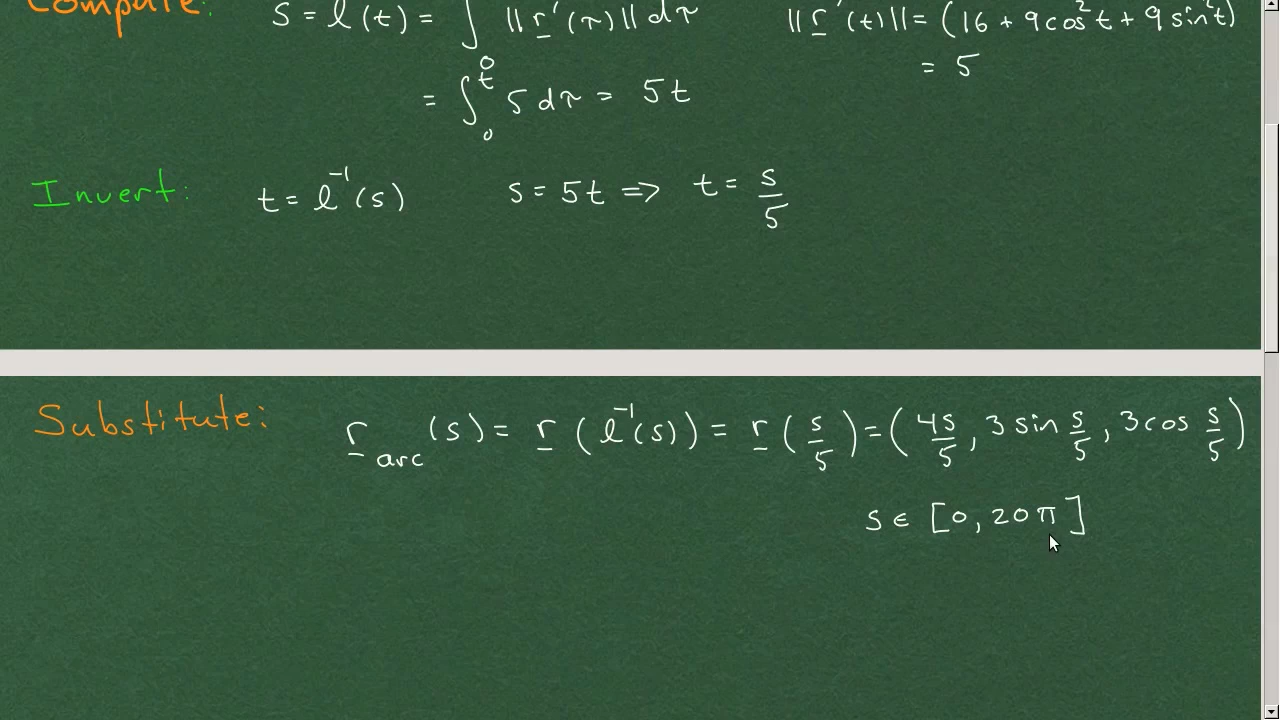 Compute: s = l(t) = ∫₀ ‖r'(τ)‖dτ ‖r'(t)‖ = (16 + 9cos²t + 9sin²t)
= 5
= ∫₀ᵗ 5 dτ = 5t
Invert: t = l⁻¹(s) s = 5t => t = s/5
Substitute: r_arc(s) = r(l⁻¹(s)) = r(s/5) = (4s/5, 3 sin s/5, 3 cos s/5)
s ∈ [0, 20π]